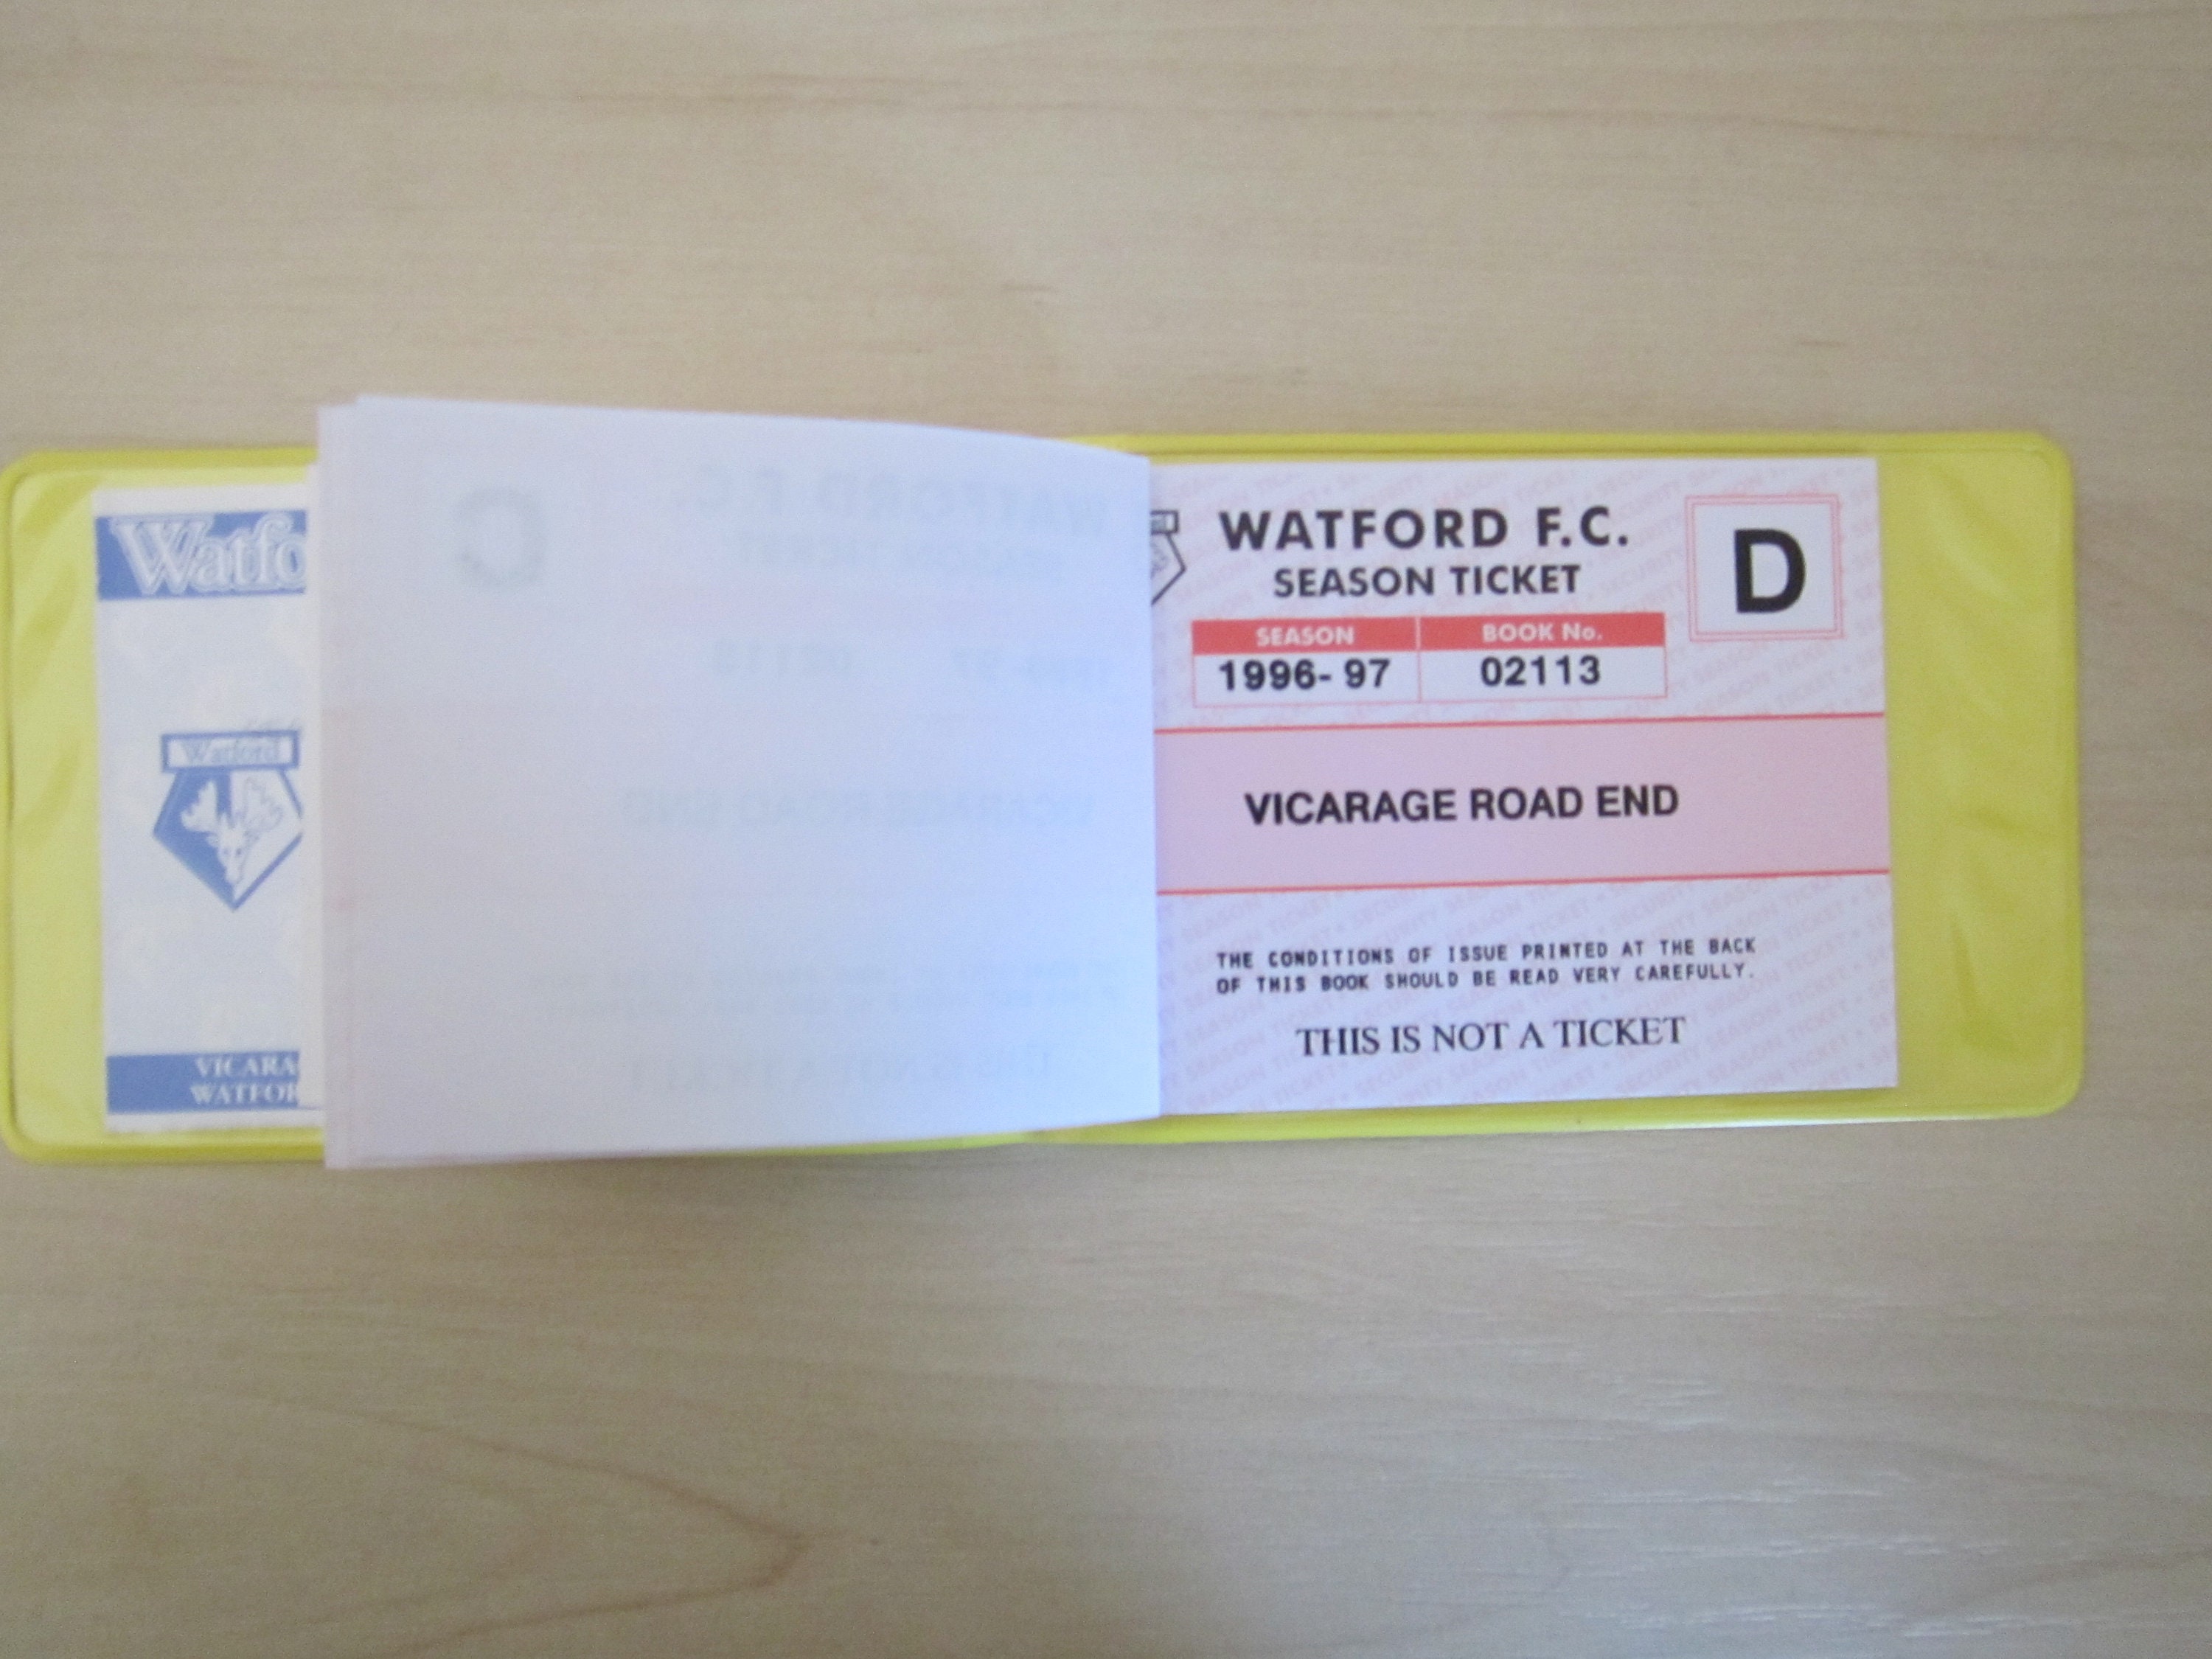 Watfo
Watford
VICARA
WATFOR
WATFORD F.C.
SEASON TICKET
D
SEASON BOOK No.
1996- 97 02113
VICARAGE ROAD END
THE CONDITIONS OF ISSUE PRINTED AT THE BACK
OF THIS BOOK SHOULD BE READ VERY CAREFULLY.
THIS IS NOT A TICKET